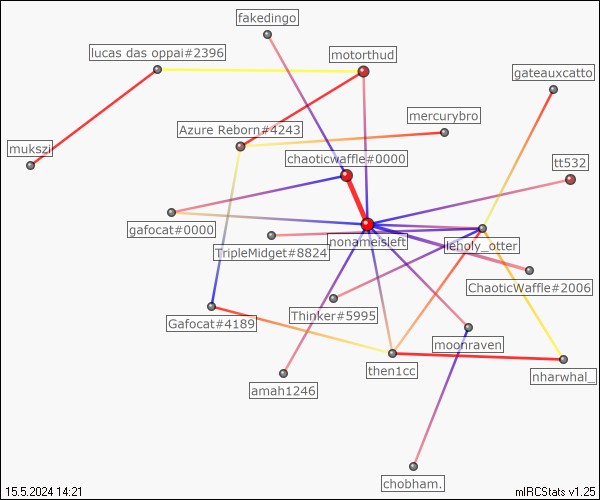 fakedingo
lucas das oppai#2396
motorthud
gateauxcatto
mercurybro
Azure Reborn#4243
mukszi
chaoticwaffle#0000
tt532
gafocat#0000
nonameisleft
leholy_otter
TripleMidget#8824
ChaoticWaffle#2006
Thinker#5995
Gafocat#4189
moonraven
then1cc
nharwhal_
amah1246
chobham.
15.5.2024 14:21
mIRCStats v1.25